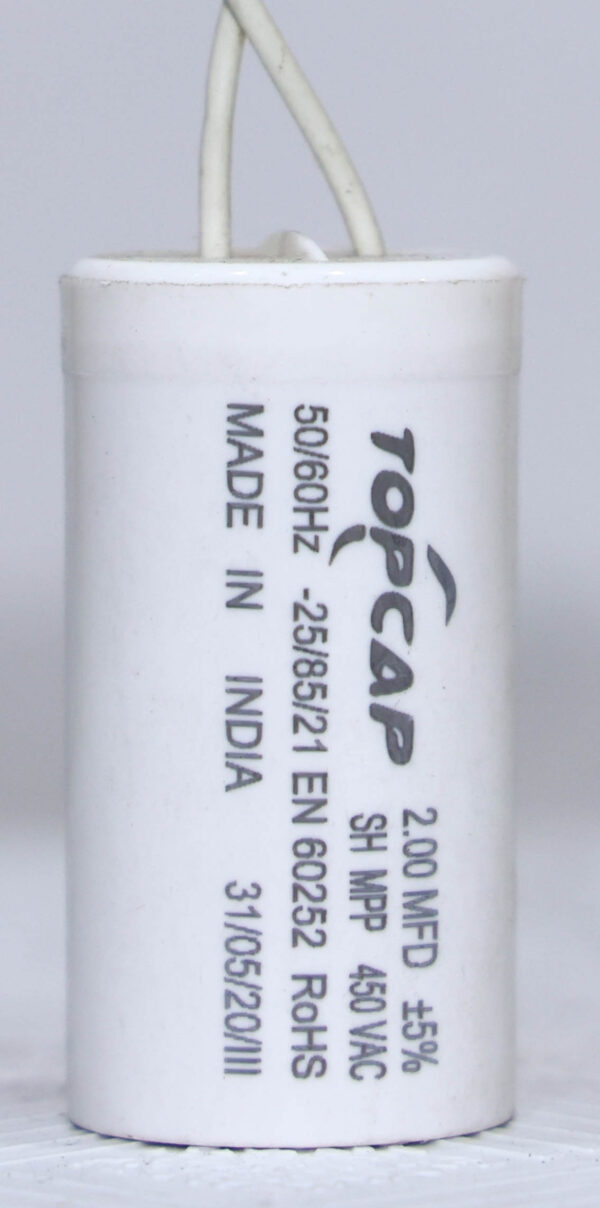 TOPCAP
2.00 MFD ±5%
SH MPP 450 VAC
50/60Hz -25/85/21 EN 60252 RoHS
MADE IN INDIA 31/05/20/III